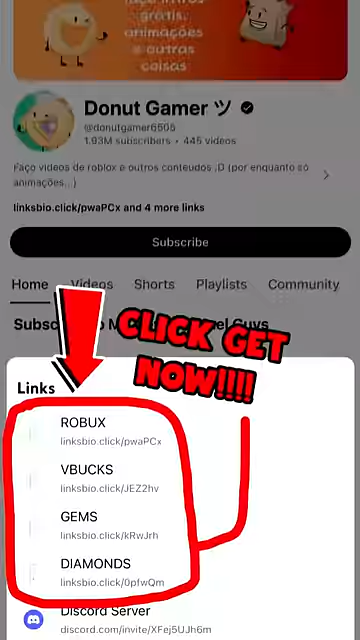 faço intros
grátis,
animações
e outras
coisas
Donut Gamer ツ
@donutgamer6505
1.93M subscribers • 445 videos
Faço videos de roblox e outros conteudos ;D (por enquanto só
animações...)
linksbio.click/pwaPCx and 4 more links
Subscribe
Home Videos Shorts Playlists Community
CLICK GET
NOW!!!!
Links
ROBUX
linksbio.click/pwaPCx
VBUCKS
linksbio.click/JEZ2hv
GEMS
linksbio.click/kRwJrh
DIAMONDS
linksbio.click/0pfwQm
Discord Server
discord.com/invite/XFej5UJh6m